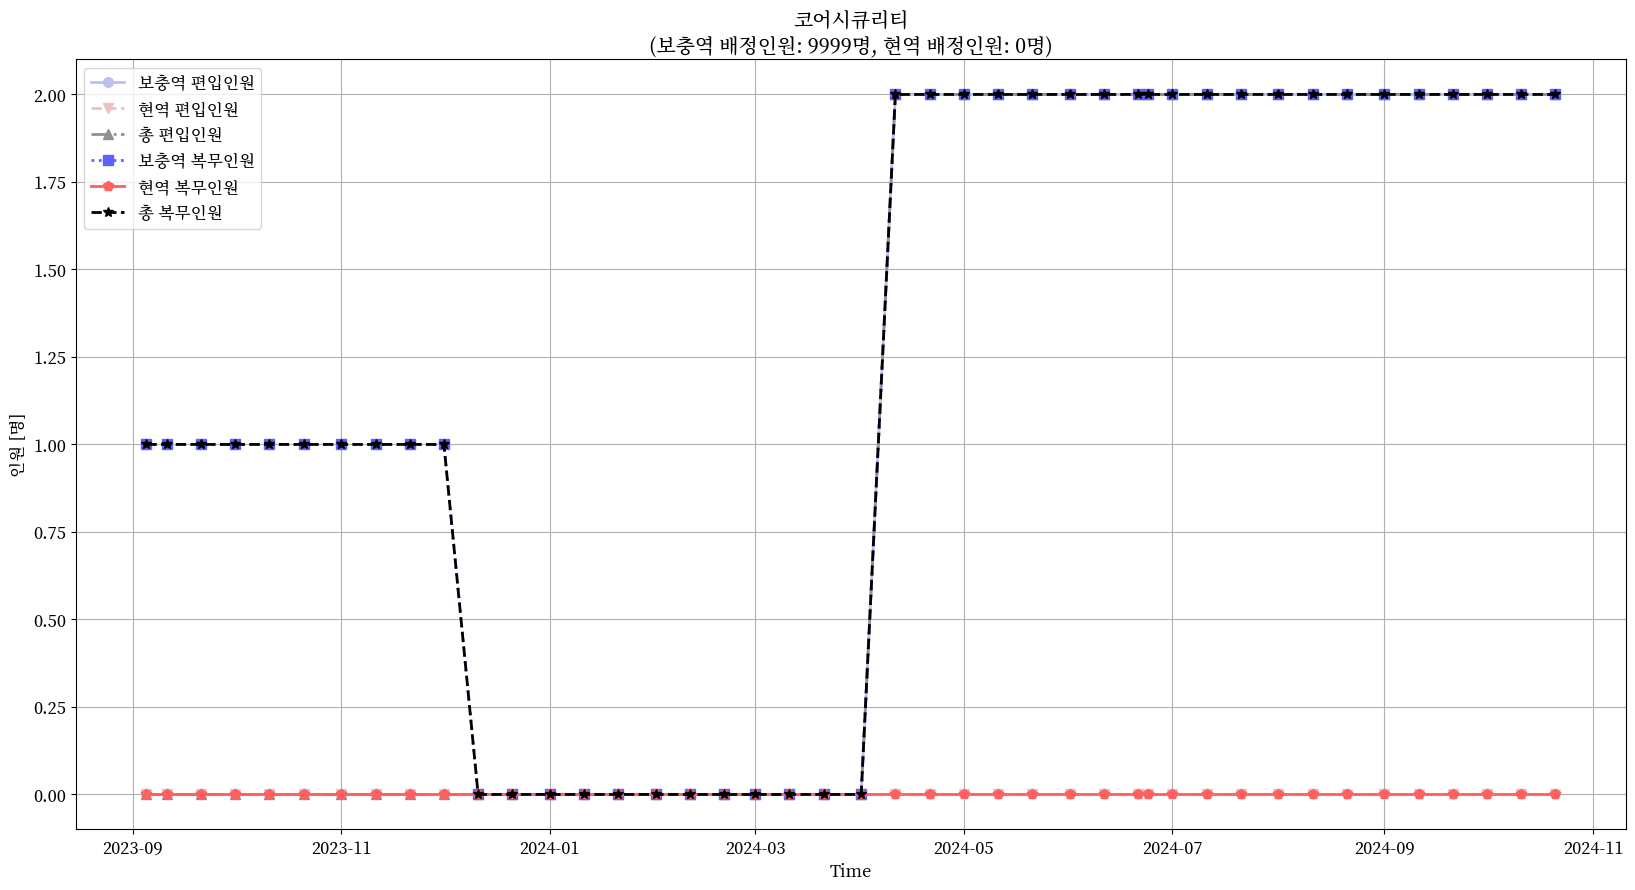 코어시큐리티
(보충역 배정인원: 9999명, 현역 배정인원: 0명)
보충역 편입인원
현역 편입인원
총 편입인원
보충역 복무인원
현역 복무인원
총 복무인원
2.00
1.75
1.50
1.25
1.00
0.75
0.50
0.25
0.00
인원 [명]
2023-09
2023-11
2024-01
2024-03
2024-05
2024-07
2024-09
2024-11
Time